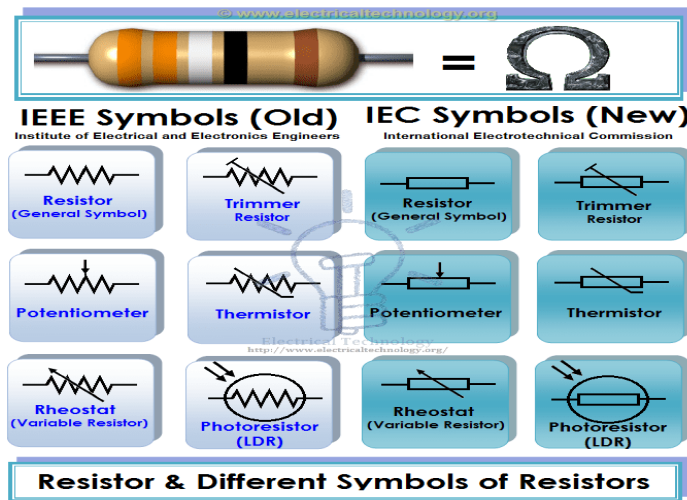 © www.electricaltechnology.org
= Ω
IEEE Symbols (Old)
Institute of Electrical and Electronics Engineers
IEC Symbols (New)
International Electrotechnical Commission
Resistor
(General Symbol)
Trimmer
Resistor
Resistor
(General Symbol)
Trimmer
Resistor
Potentiometer
Thermistor
Potentiometer
Thermistor
Electrical Technology
http://www.electricaltechnology.org/
Rheostat
(Variable Resistor)
Photoresistor
(LDR)
Rheostat
(Variable Resistor)
Photoresistor
(LDR)
Resistor & Different Symbols of Resistors